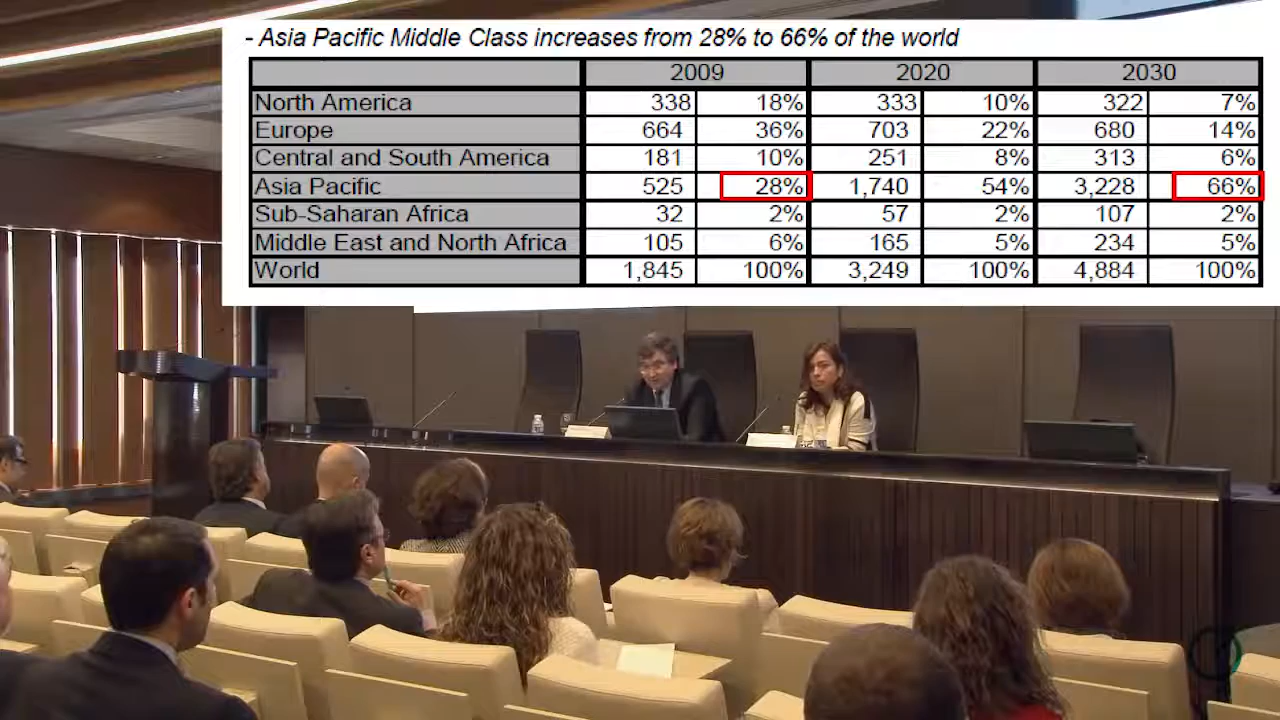 - Asia Pacific Middle Class increases from 28% to 66% of the world
2009 2020 2030
North America 338 18% 333 10% 322 7%
Europe 664 36% 703 22% 680 14%
Central and South America 181 10% 251 8% 313 6%
Asia Pacific 525 28% 1,740 54% 3,228 66%
Sub-Saharan Africa 32 2% 57 2% 107 2%
Middle East and North Africa 105 6% 165 5% 234 5%
World 1,845 100% 3,249 100% 4,884 100%